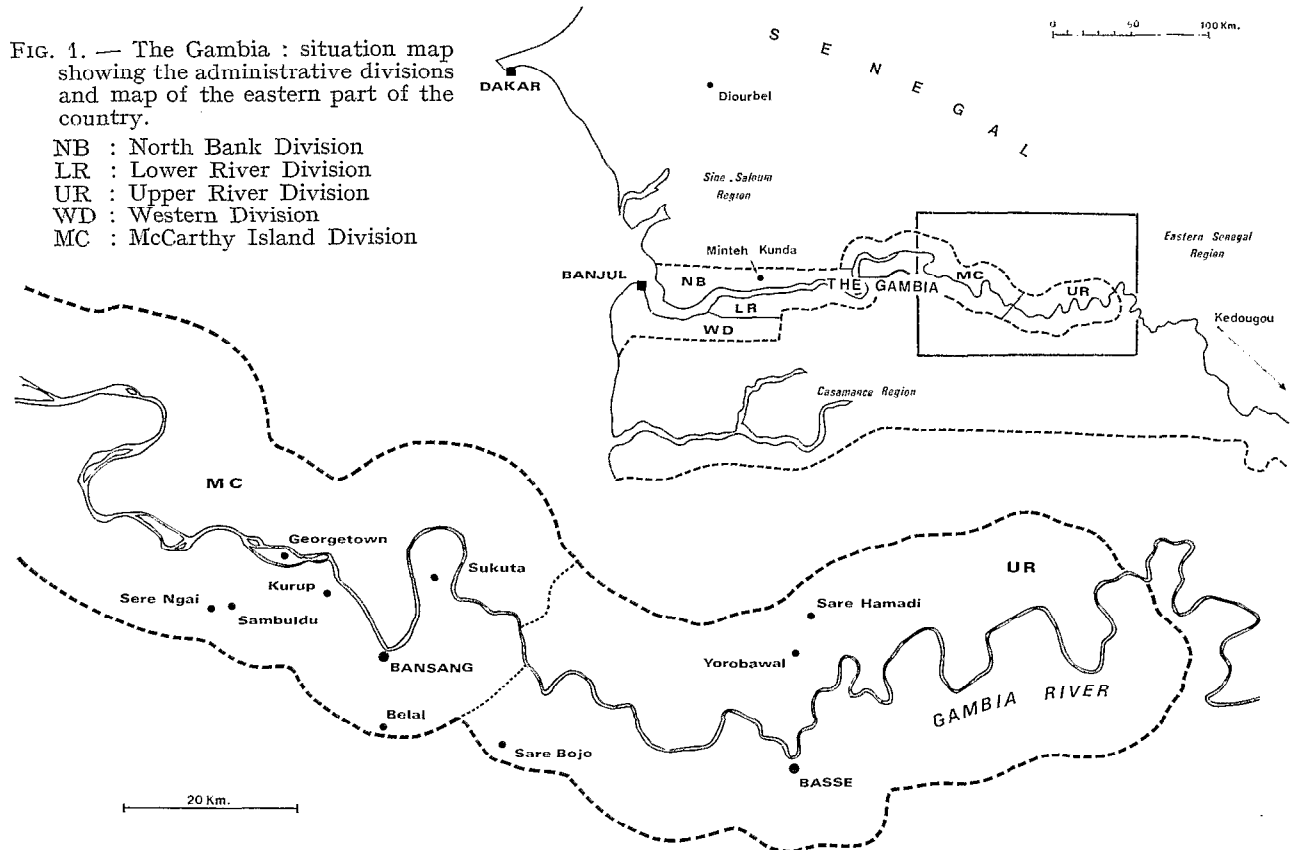 FIG. 1. — The Gambia : situation map
showing the administrative divisions
and map of the eastern part of the
country.
NB : North Bank Division
LR : Lower River Division
UR : Upper River Division
WD : Western Division
MC : McCarthy Island Division
0 50 100 Km.
SENEGAL
DAKAR
Diourbel
Sine _ Saloum
Region
Minteh Kunda
BANJUL
NB
THE GAMBIA
MC
UR
LR
WD
Eastern Senegal
Region
Kedougou
Casamance Region
MC
Georgetown
Kurup
Sukuta
Sere Ngai
Sambuldu
BANSANG
Belal
UR
Sare Hamadi
Yorobawal
GAMBIA RIVER
Sare Bojo
BASSE
20 Km.